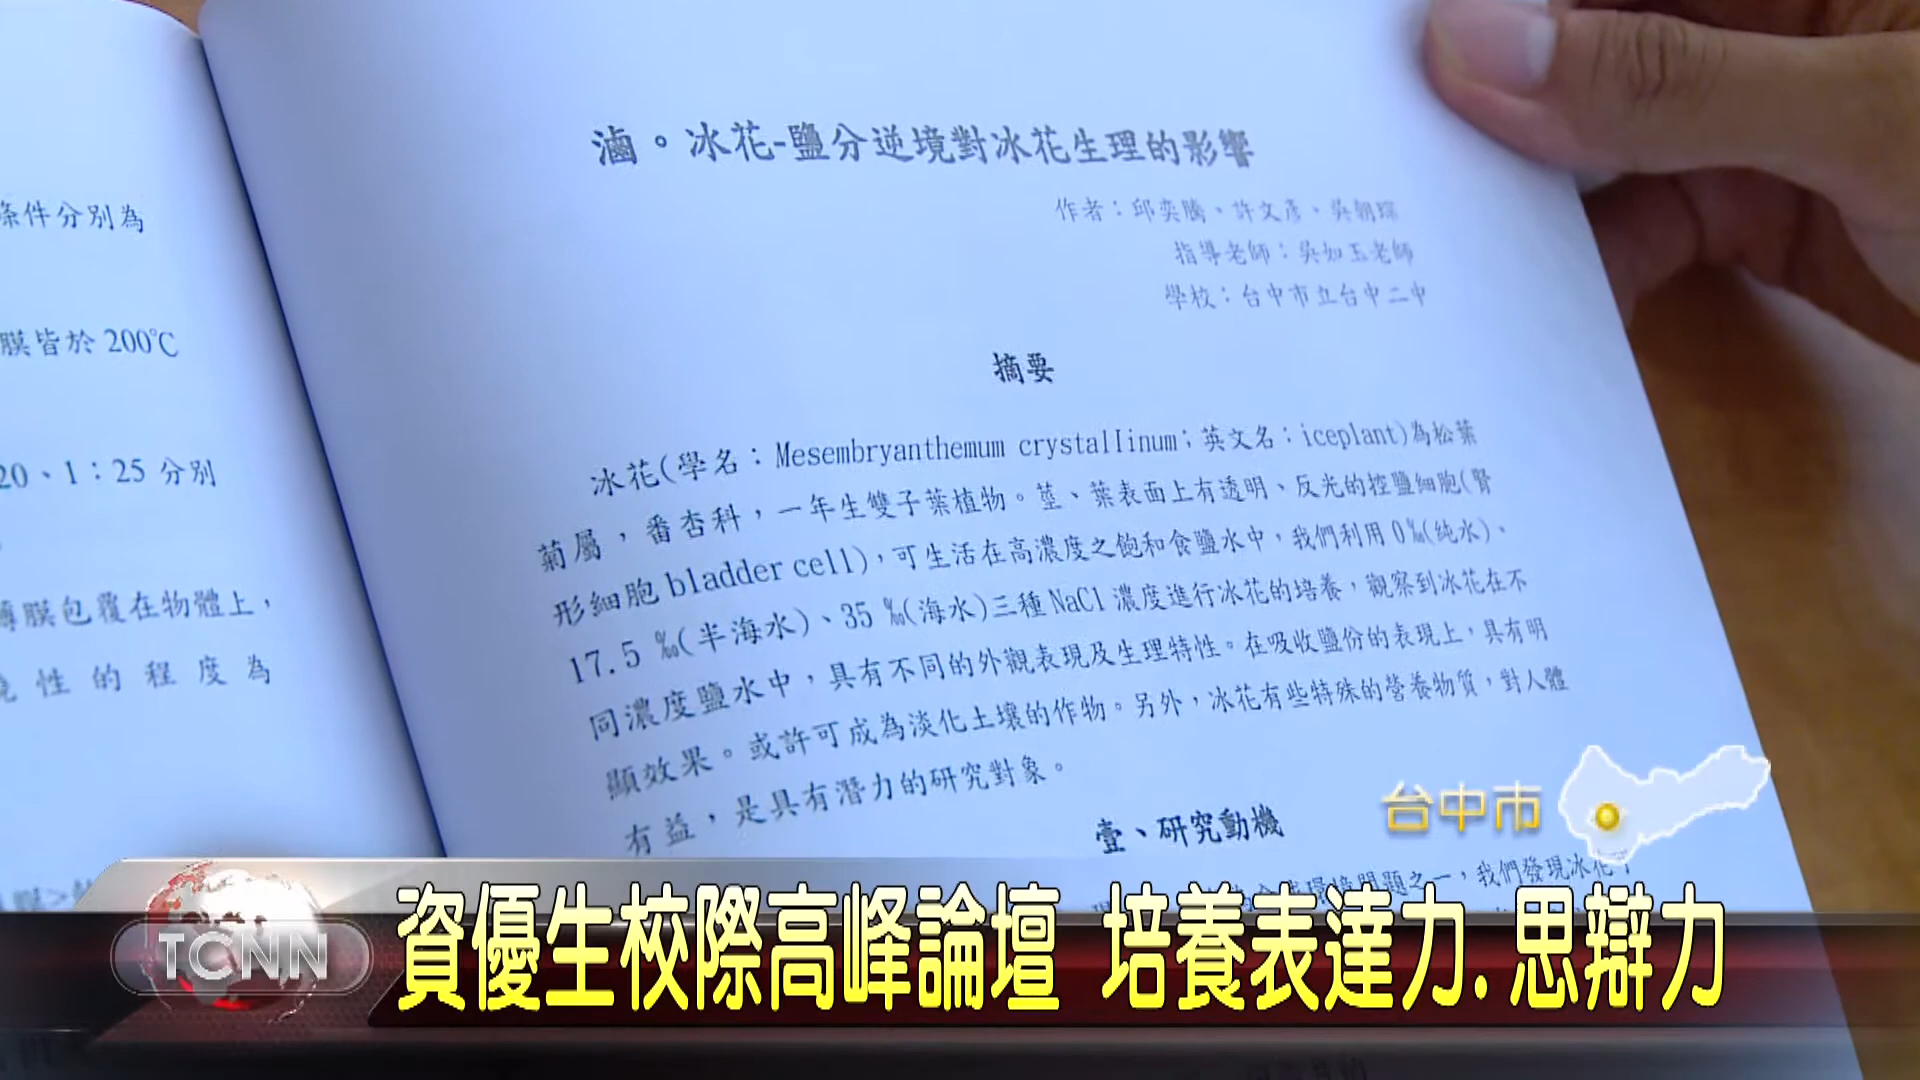 滷。冰花-鹽分逆境對冰花生理的影響
作者：邱奕騰、許文彥、吳朝琮
指導老師：吳如玉老師
學校：台中市立台中二中
摘要
冰花(學名：Mesembryanthemum crystallinum；英文名：iceplant)為松葉
菊屬，番杏科，一年生雙子葉植物。莖、葉表面上有透明、反光的控鹽細胞(腎
形細胞 bladder cell)，可生活在高濃度之飽和食鹽水中，我們利用 0‰(純水)、
17.5 ‰(半海水)、35 ‰(海水)三種 NaCl 濃度進行冰花的培養，觀察到冰花在不
同濃度鹽水中，具有不同的外觀表現及生理特性。在吸收鹽份的表現上，具有明
顯效果。或許可成為淡化土壤的作物。另外，冰花有些特殊的營養物質，對人體
有益，是具有潛力的研究對象。
壹、研究動機
環境問題之一，我們發現冰花
條件分別為
膜皆於 200℃
20、1：25 分別
薄膜包覆在物體上，
性的程度為
台中市
TCNN
資優生校際高峰論壇 培養表達力.思辯力